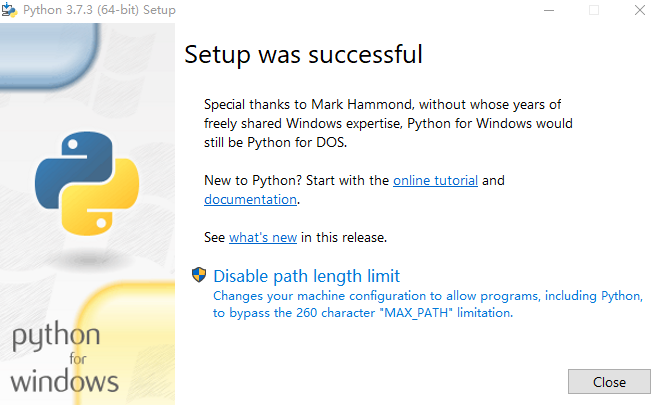 Python 3.7.3 (64-bit) Setup
Setup was successful
Special thanks to Mark Hammond, without whose years of
freely shared Windows expertise, Python for Windows would
still be Python for DOS.
New to Python? Start with the online tutorial and
documentation.
See what's new in this release.
Disable path length limit
Changes your machine configuration to allow programs, including Python,
to bypass the 260 character "MAX_PATH" limitation.
python
for
windows
Close